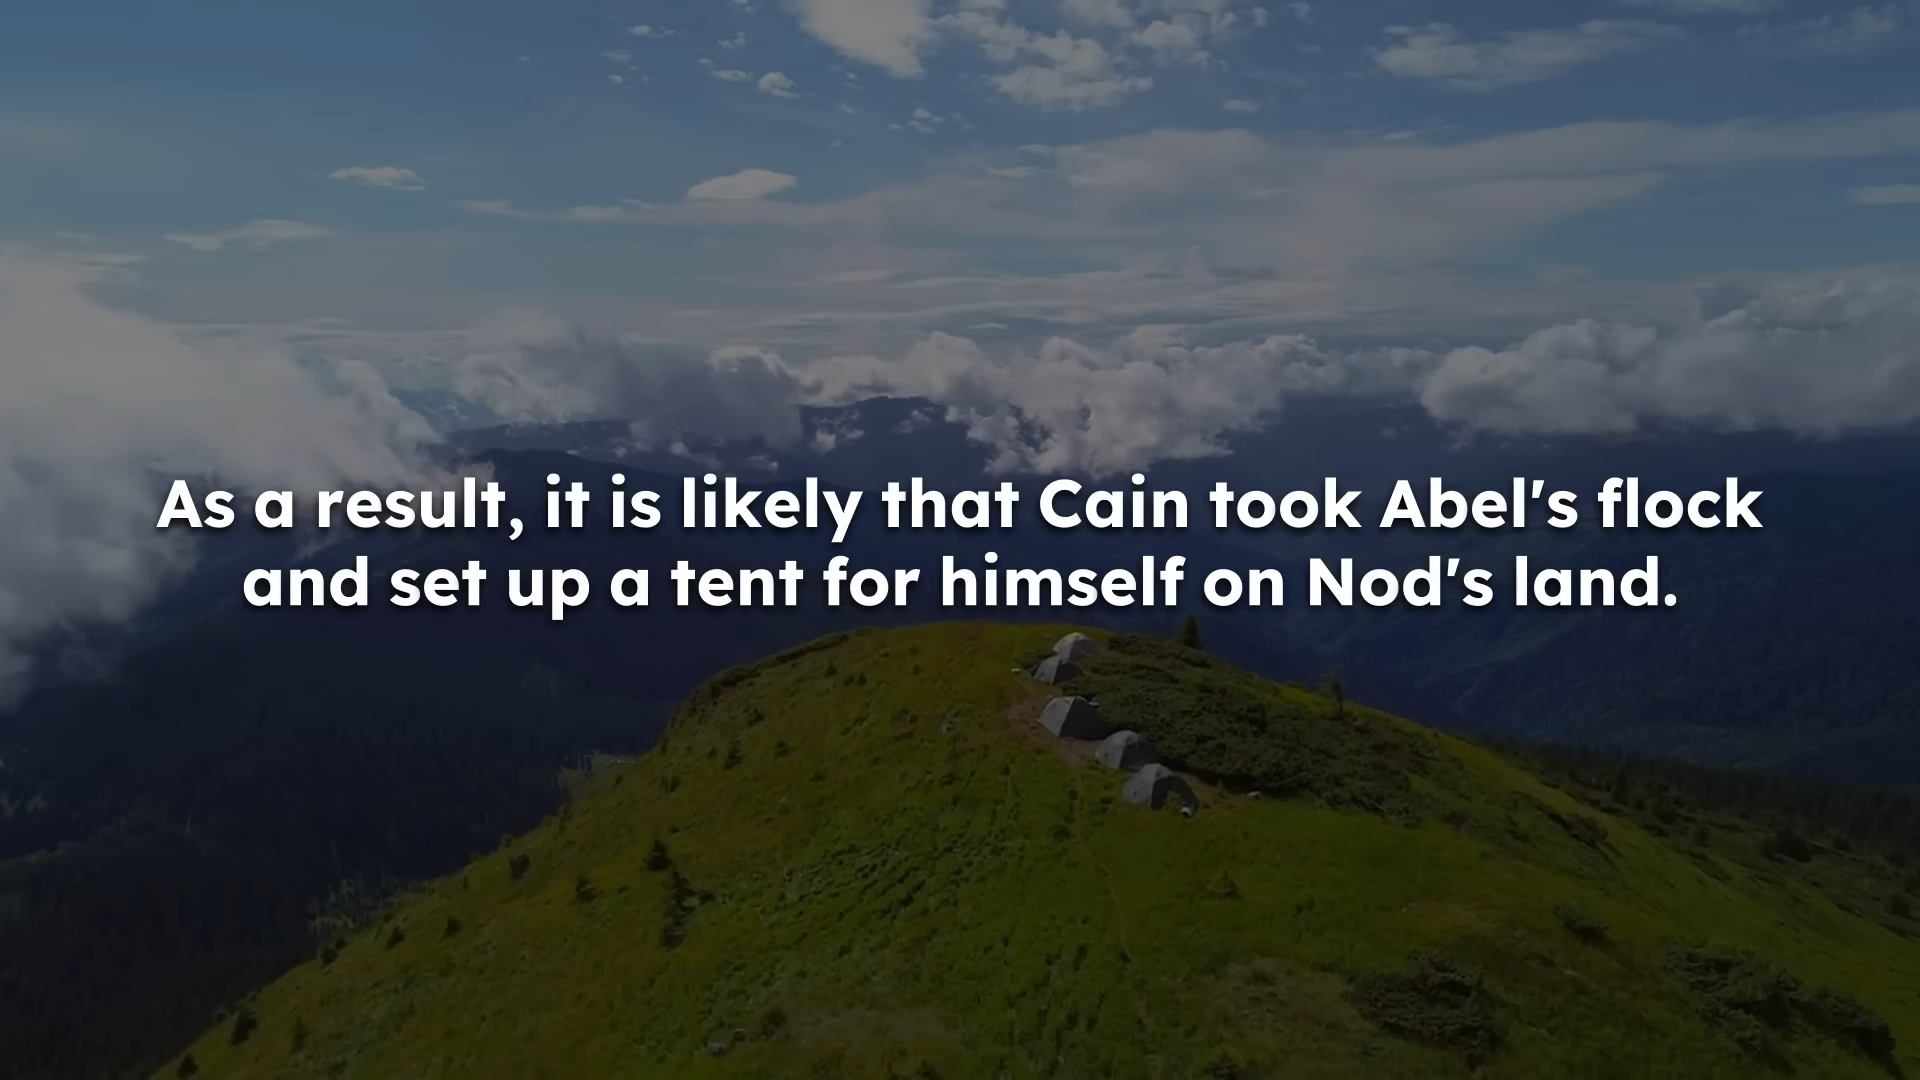 As a result, it is likely that Cain took Abel's flock
and set up a tent for himself on Nod's land.